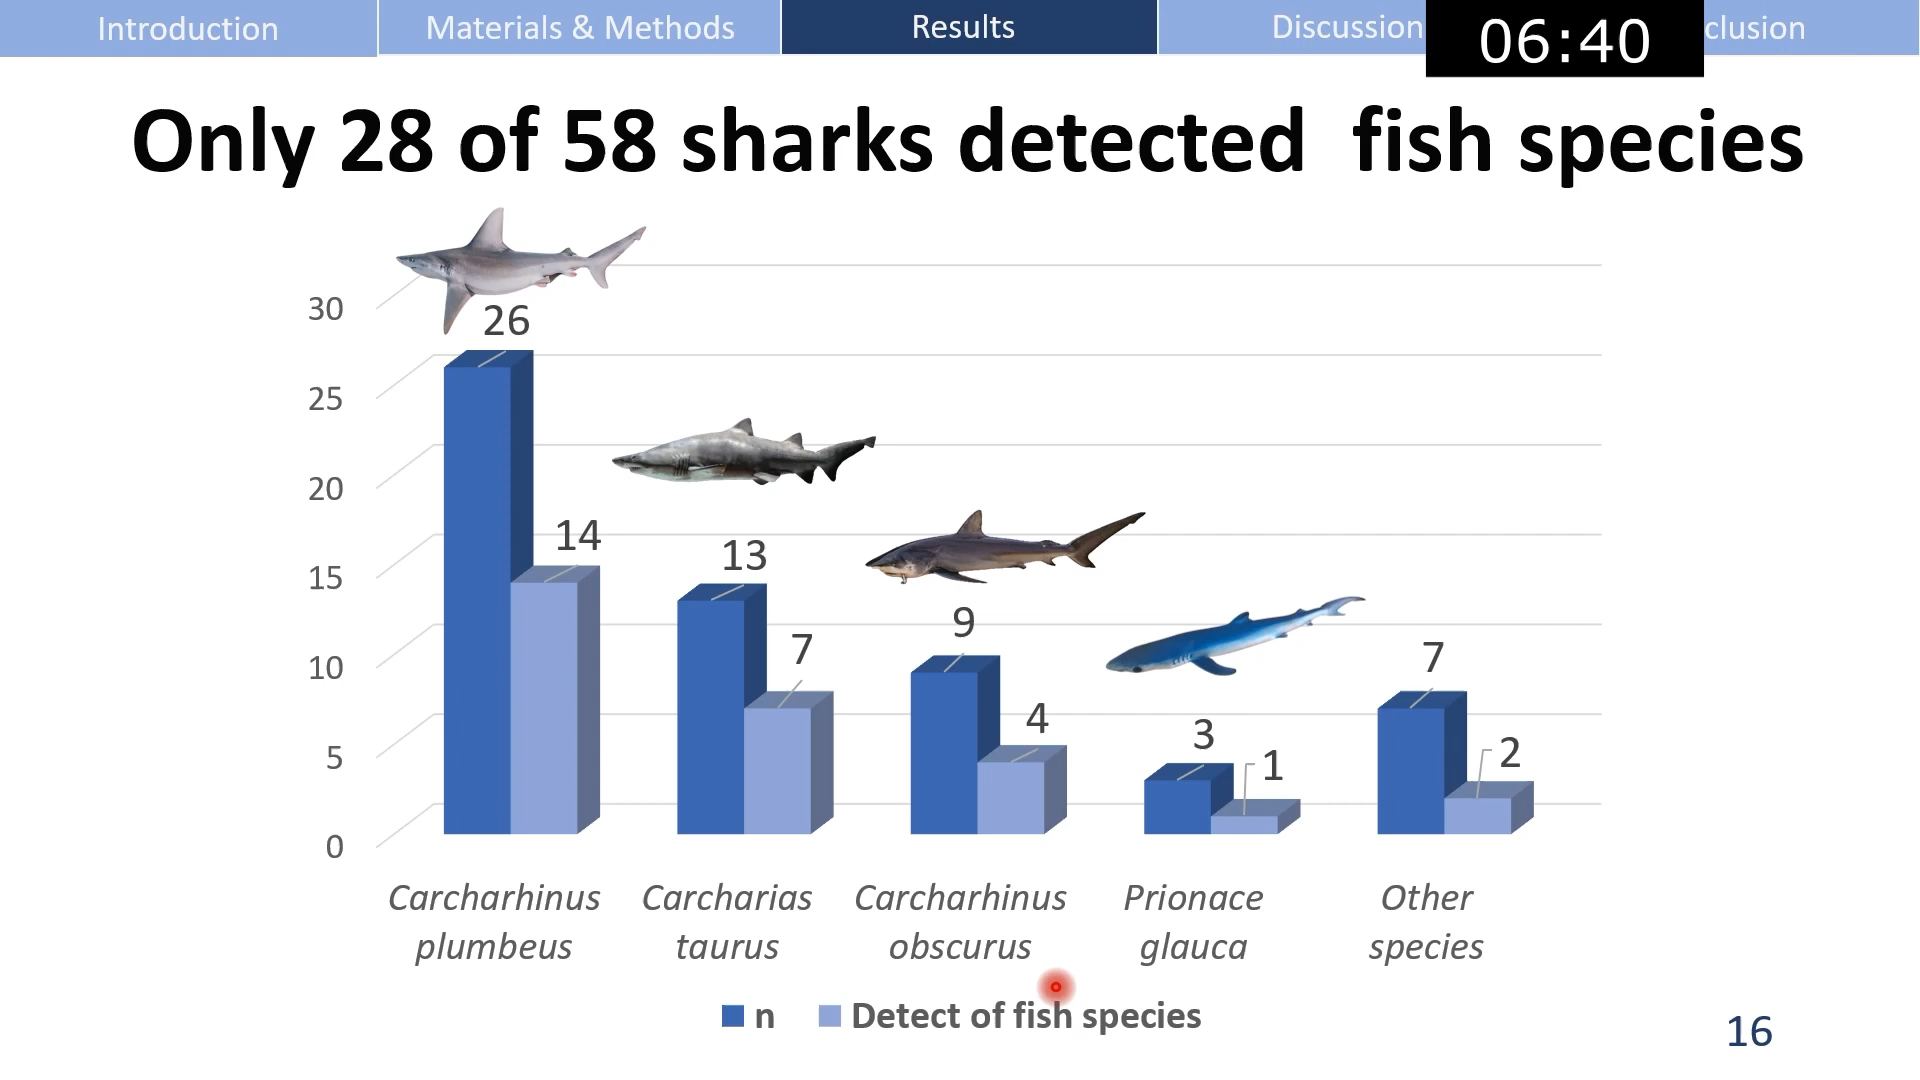 Introduction
Materials & Methods
Results
Discussion
06:40
clusion
Only 28 of 58 sharks detected fish species
30
25
20
15
10
5
0
26
14
13
7
9
4
3
1
7
2
Carcharhinus
plumbeus
Carcharias
taurus
Carcharhinus
obscurus
Prionace
glauca
Other
species
n
Detect of fish species
16